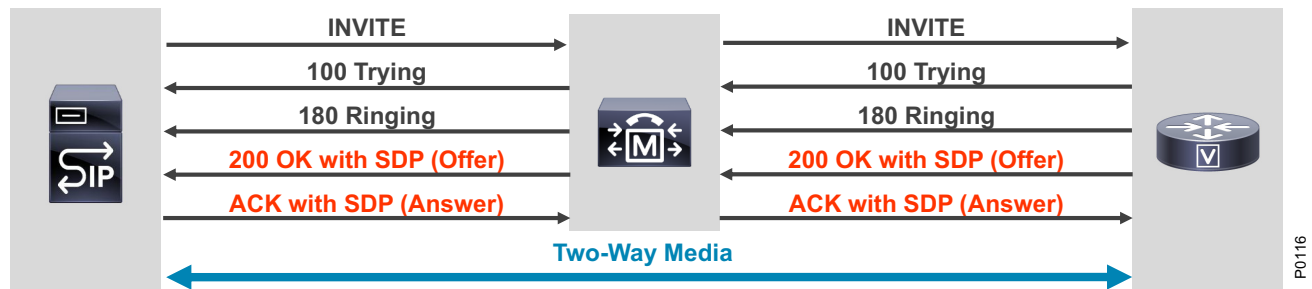 INVITE
INVITE
100 Trying
100 Trying
180 Ringing
180 Ringing
200 OK with SDP (Offer)
200 OK with SDP (Offer)
SIP
M
V
ACK with SDP (Answer)
ACK with SDP (Answer)
Two-Way Media
P0116